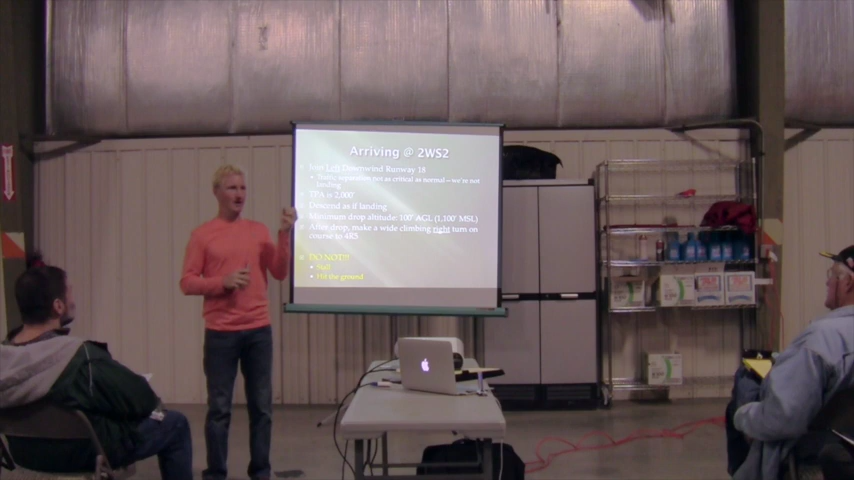 Arriving @ 2WS2
Join Left Downwind Runway 18
Traffic separation not as critical as normal—we're not
landing
TPA is 2,000'
Descend as if landing
Minimum drop altitude: 100' AGL (1,100' MSL)
After drop, make a wide climbing right turn on
course to 4R5
DO NOT!!!
Stall
Hit the ground